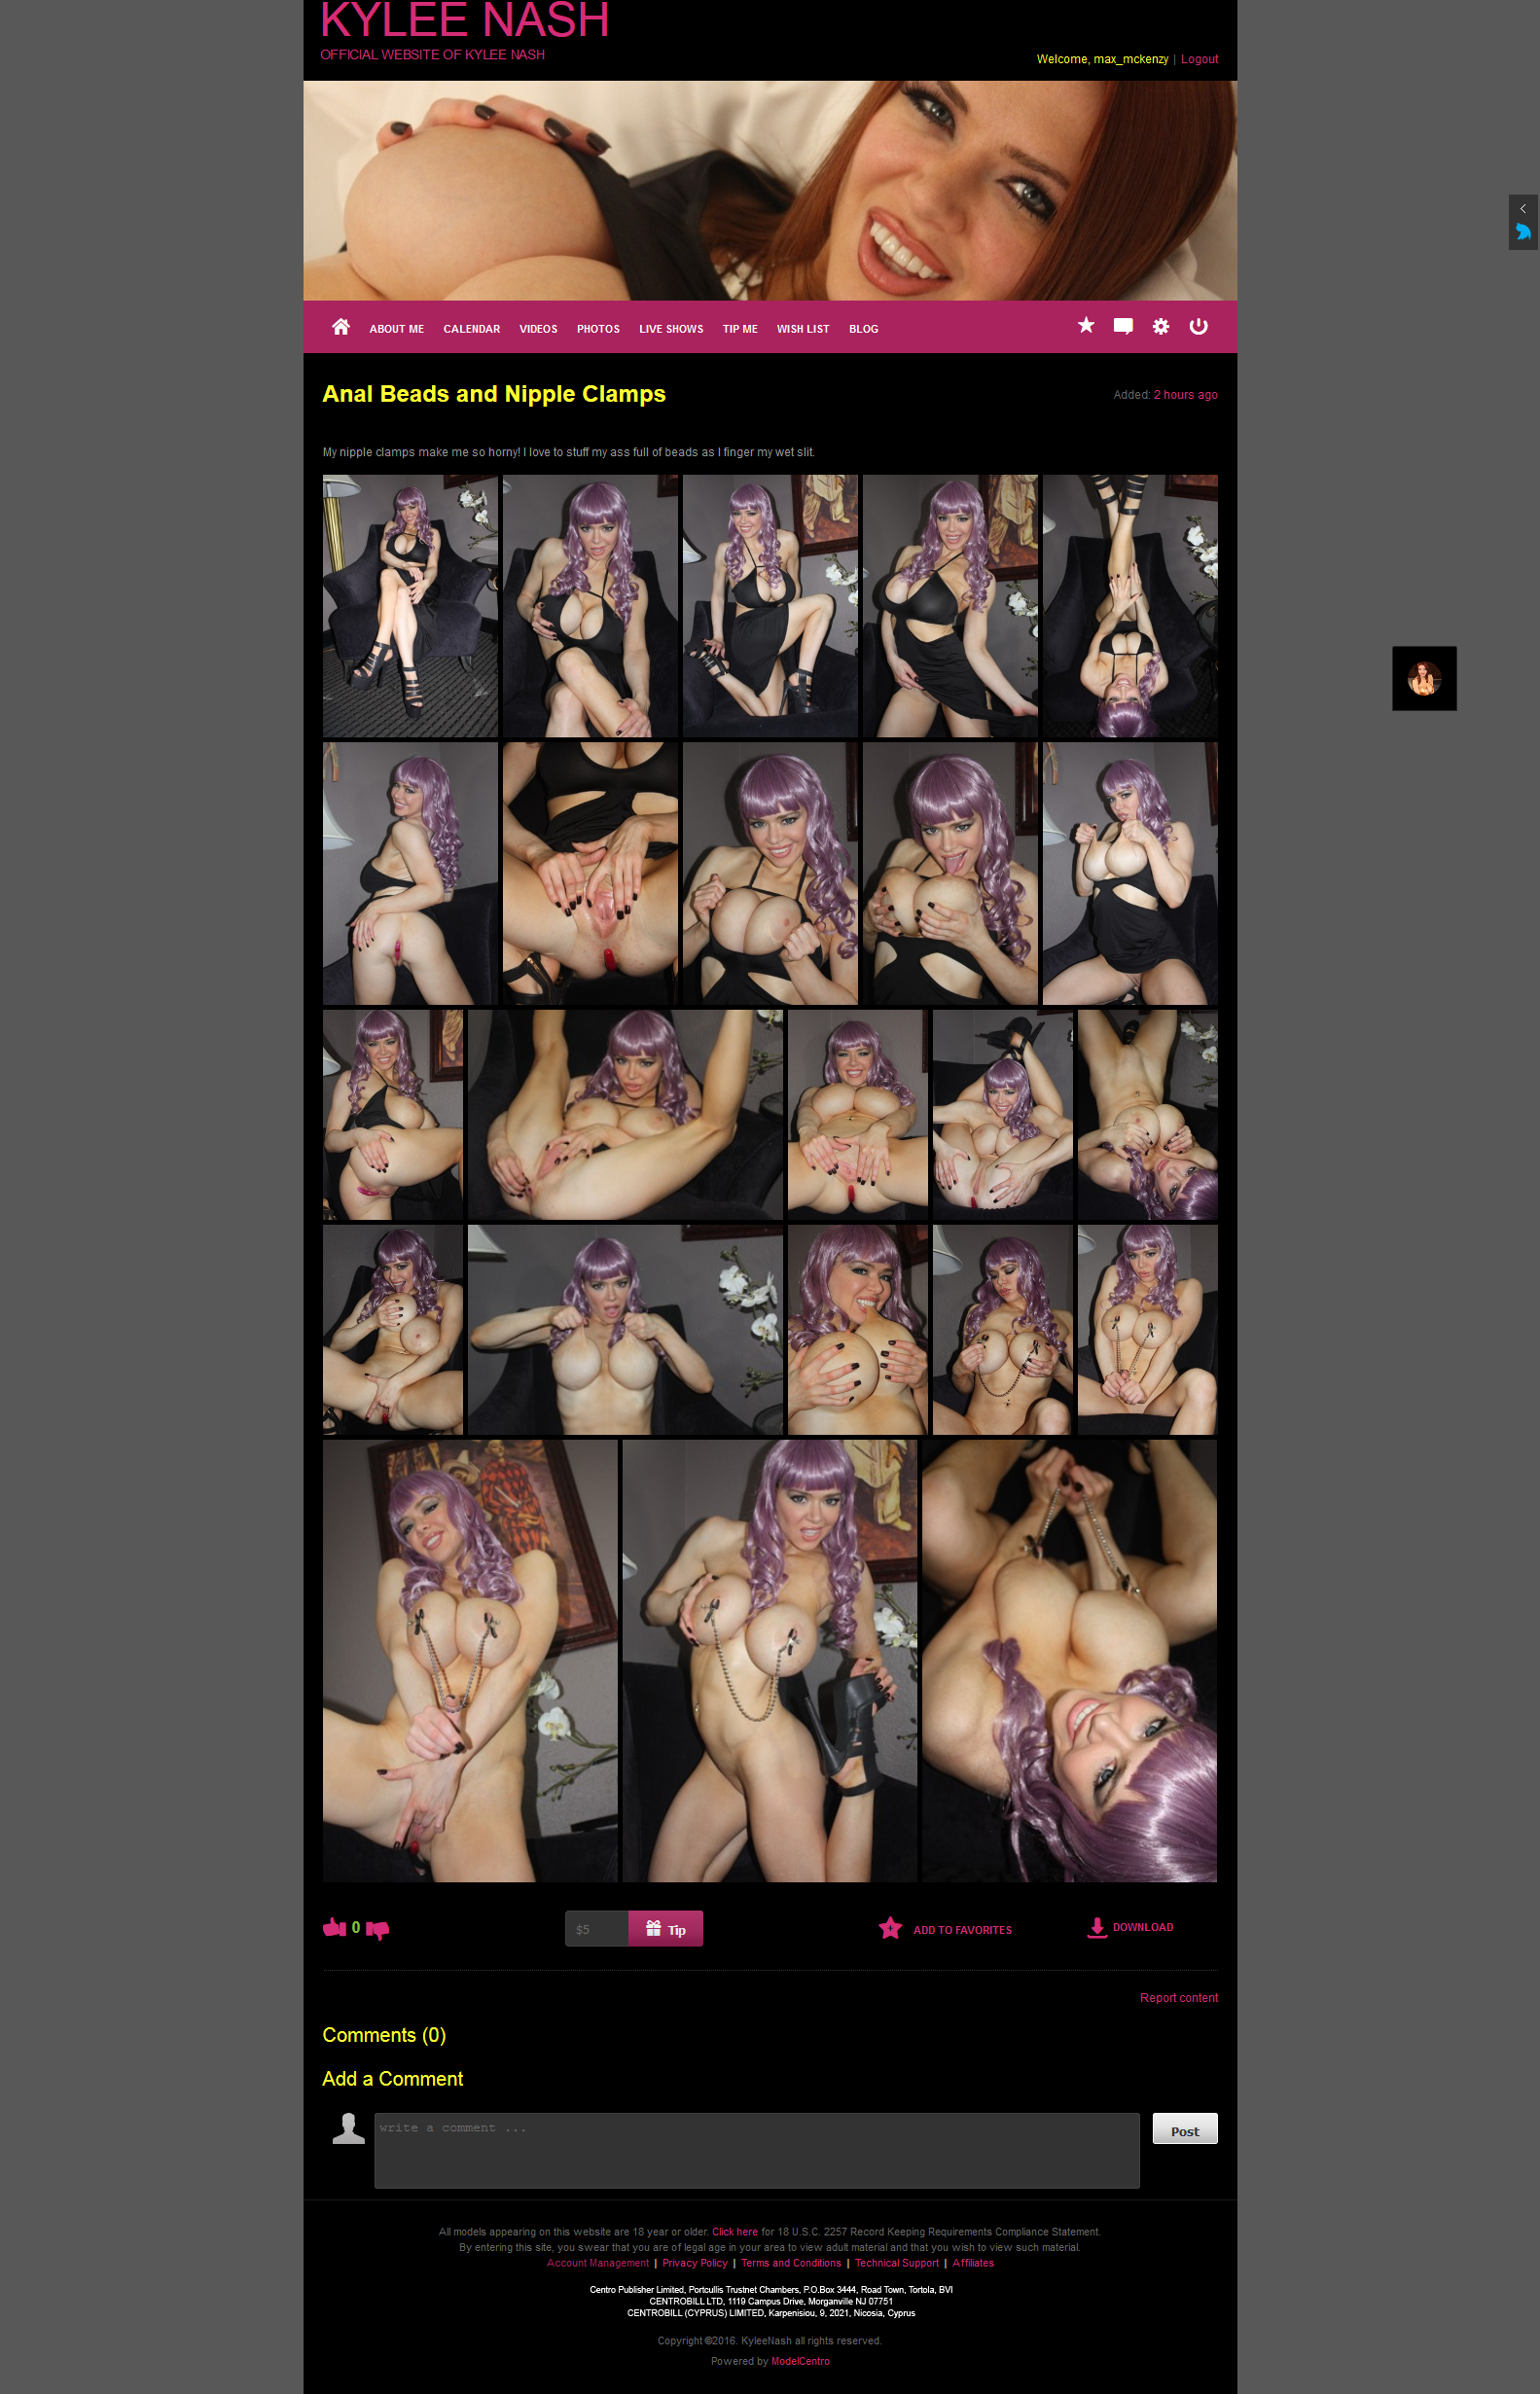 KYLEE NASH
OFFICIAL WEBSITE OF KYLEE NASH
Welcome, max_mckenzy | Logout
ABOUT ME CALENDAR VIDEOS PHOTOS LIVE SHOWS TIP ME WISH LIST BLOG
Anal Beads and Nipple Clamps
Added: 2 hours ago
My nipple clamps make me so horny! I love to stuff my ass full of beads as I finger my wet slit.
0
$5 Tip
ADD TO FAVORITES
DOWNLOAD
Report content
Comments (0)
Add a Comment
write a comment ...
Post
All models appearing on this website are 18 year or older. Click here for 18 U.S.C. 2257 Record Keeping Requirements Compliance Statement.
By entering this site, you swear that you are of legal age in your area to view adult material and that you wish to view such material.
Account Management | Privacy Policy | Terms and Conditions | Technical Support | Affiliates
Centro Publisher Limited, Portcullis Trustnet Chambers, P.O.Box 3444, Road Town, Tortola, BVI
CENTROBILL LTD, 1119 Campus Drive, Morganville NJ 07751
CENTROBILL (CYPRUS) LIMITED, Karpenisiou, 9, 2021, Nicosia, Cyprus
Copyright ©2016. KyleeNash all rights reserved.
Powered by ModelCentro